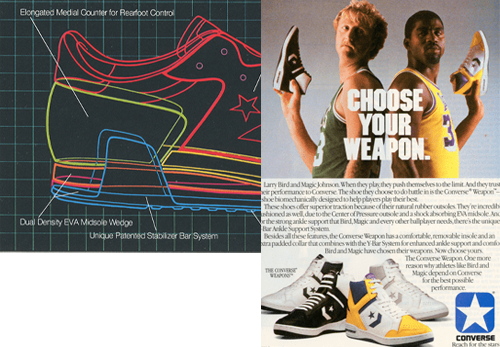 Elongated Medial Counter for Rearfoot Control
Dual Density EVA Midsole Wedge
Unique Patented Stabilizer Bar System
CHOOSE
YOUR
WEAPON.
Larry Bird and Magic Johnson. When they play, they push themselves to the limit. And they trust
performance to Converse. The shoe they choose to do battle in is the Converse® Weapon™
shoe biomechanically designed to help players play their best.
These shoes offer superior traction because of their natural rubber outsoles. They're incredib
ushioned as well, due to the Center of Pressure outsole and a shock absorbing EVA midsole. And
the strong ankle support that Bird, Magic and every other ballplayer needs, there's the unique
-Bar Ankle Support System.
Besides all these features, the Converse Weapon has a comfortable, removable insole and an
xtra padded collar that combines with the Y-Bar System for enhanced ankle support and comfo
Bird and Magic have chosen their weapons. Now choose yours.
THE CONVERSE®
WEAPON™
The Converse Weapon. One more
reason why athletes like Bird and
Magic depend on Converse
for the best possible
performance.
CONVERSE
Reach for the stars